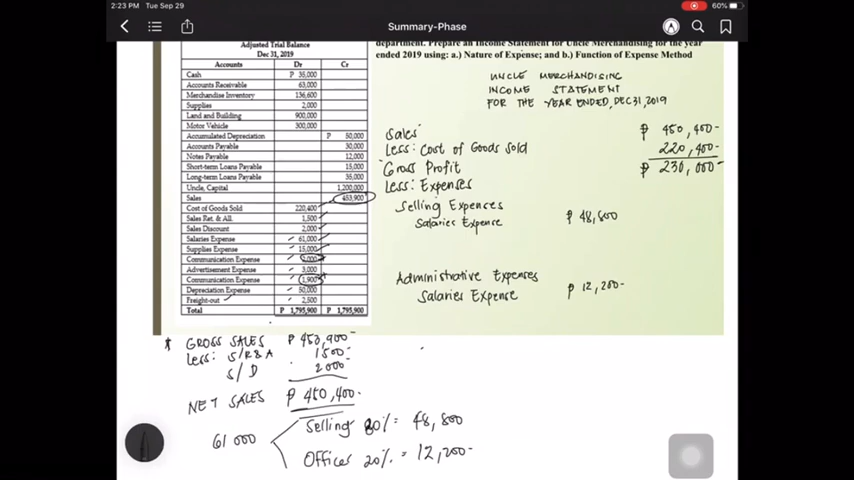 2:23 PM Tue Sep 29
60%
Summary-Phase
Adjusted Trial Balance
Dec 31, 2019
Accounts Dr Cr
Cash ₱ 35,000
Accounts Receivable 63,000
Merchandise Inventory 136,600
Supplies 2,000
Land and Building 900,000
Motor Vehicle 300,000
Accumulated Depreciation ₱ 50,000
Accounts Payable 30,000
Notes Payable 12,000
Short-term Loans Payable 15,000
Long-term Loans Payable 35,000
Uncle, Capital 1,200,000
Sales 453,900
Cost of Goods Sold 220,400
Sales Ret. & All. 1,500
Sales Discount 2,000
Salaries Expense 61,000
Supplies Expense 15,000
Communication Expense
Advertisement Expense 3,000
Communication Expense 1,900
Depreciation Expense 50,000
Freight-out 2,500
Total ₱ 1,795,900 ₱ 1,795,900
department. Prepare an Income Statement for Uncle Merchandising for the year
ended 2019 using: a.) Nature of Expense; and b.) Function of Expense Method
UNCLE MERCHANDISING
INCOME STATEMENT
FOR THE YEAR ENDED, DEC 31, 2019
Sales ₱ 450,400-
Less: Cost of Goods Sold 220,400-
Gross Profit ₱ 230,000-
Less: Expenses
Selling Expences
Salaries Expense ₱ 48,800
Administrative Expenses
Salaries Expense ₱ 12,200-
* GROSS SALES ₱ 453,900-
Less: S/R&A 1500-
S/D 2000-
NET SALES ₱ 450,400-
61 000
Selling 80% = 48,800
Offices 20% = 12,200-